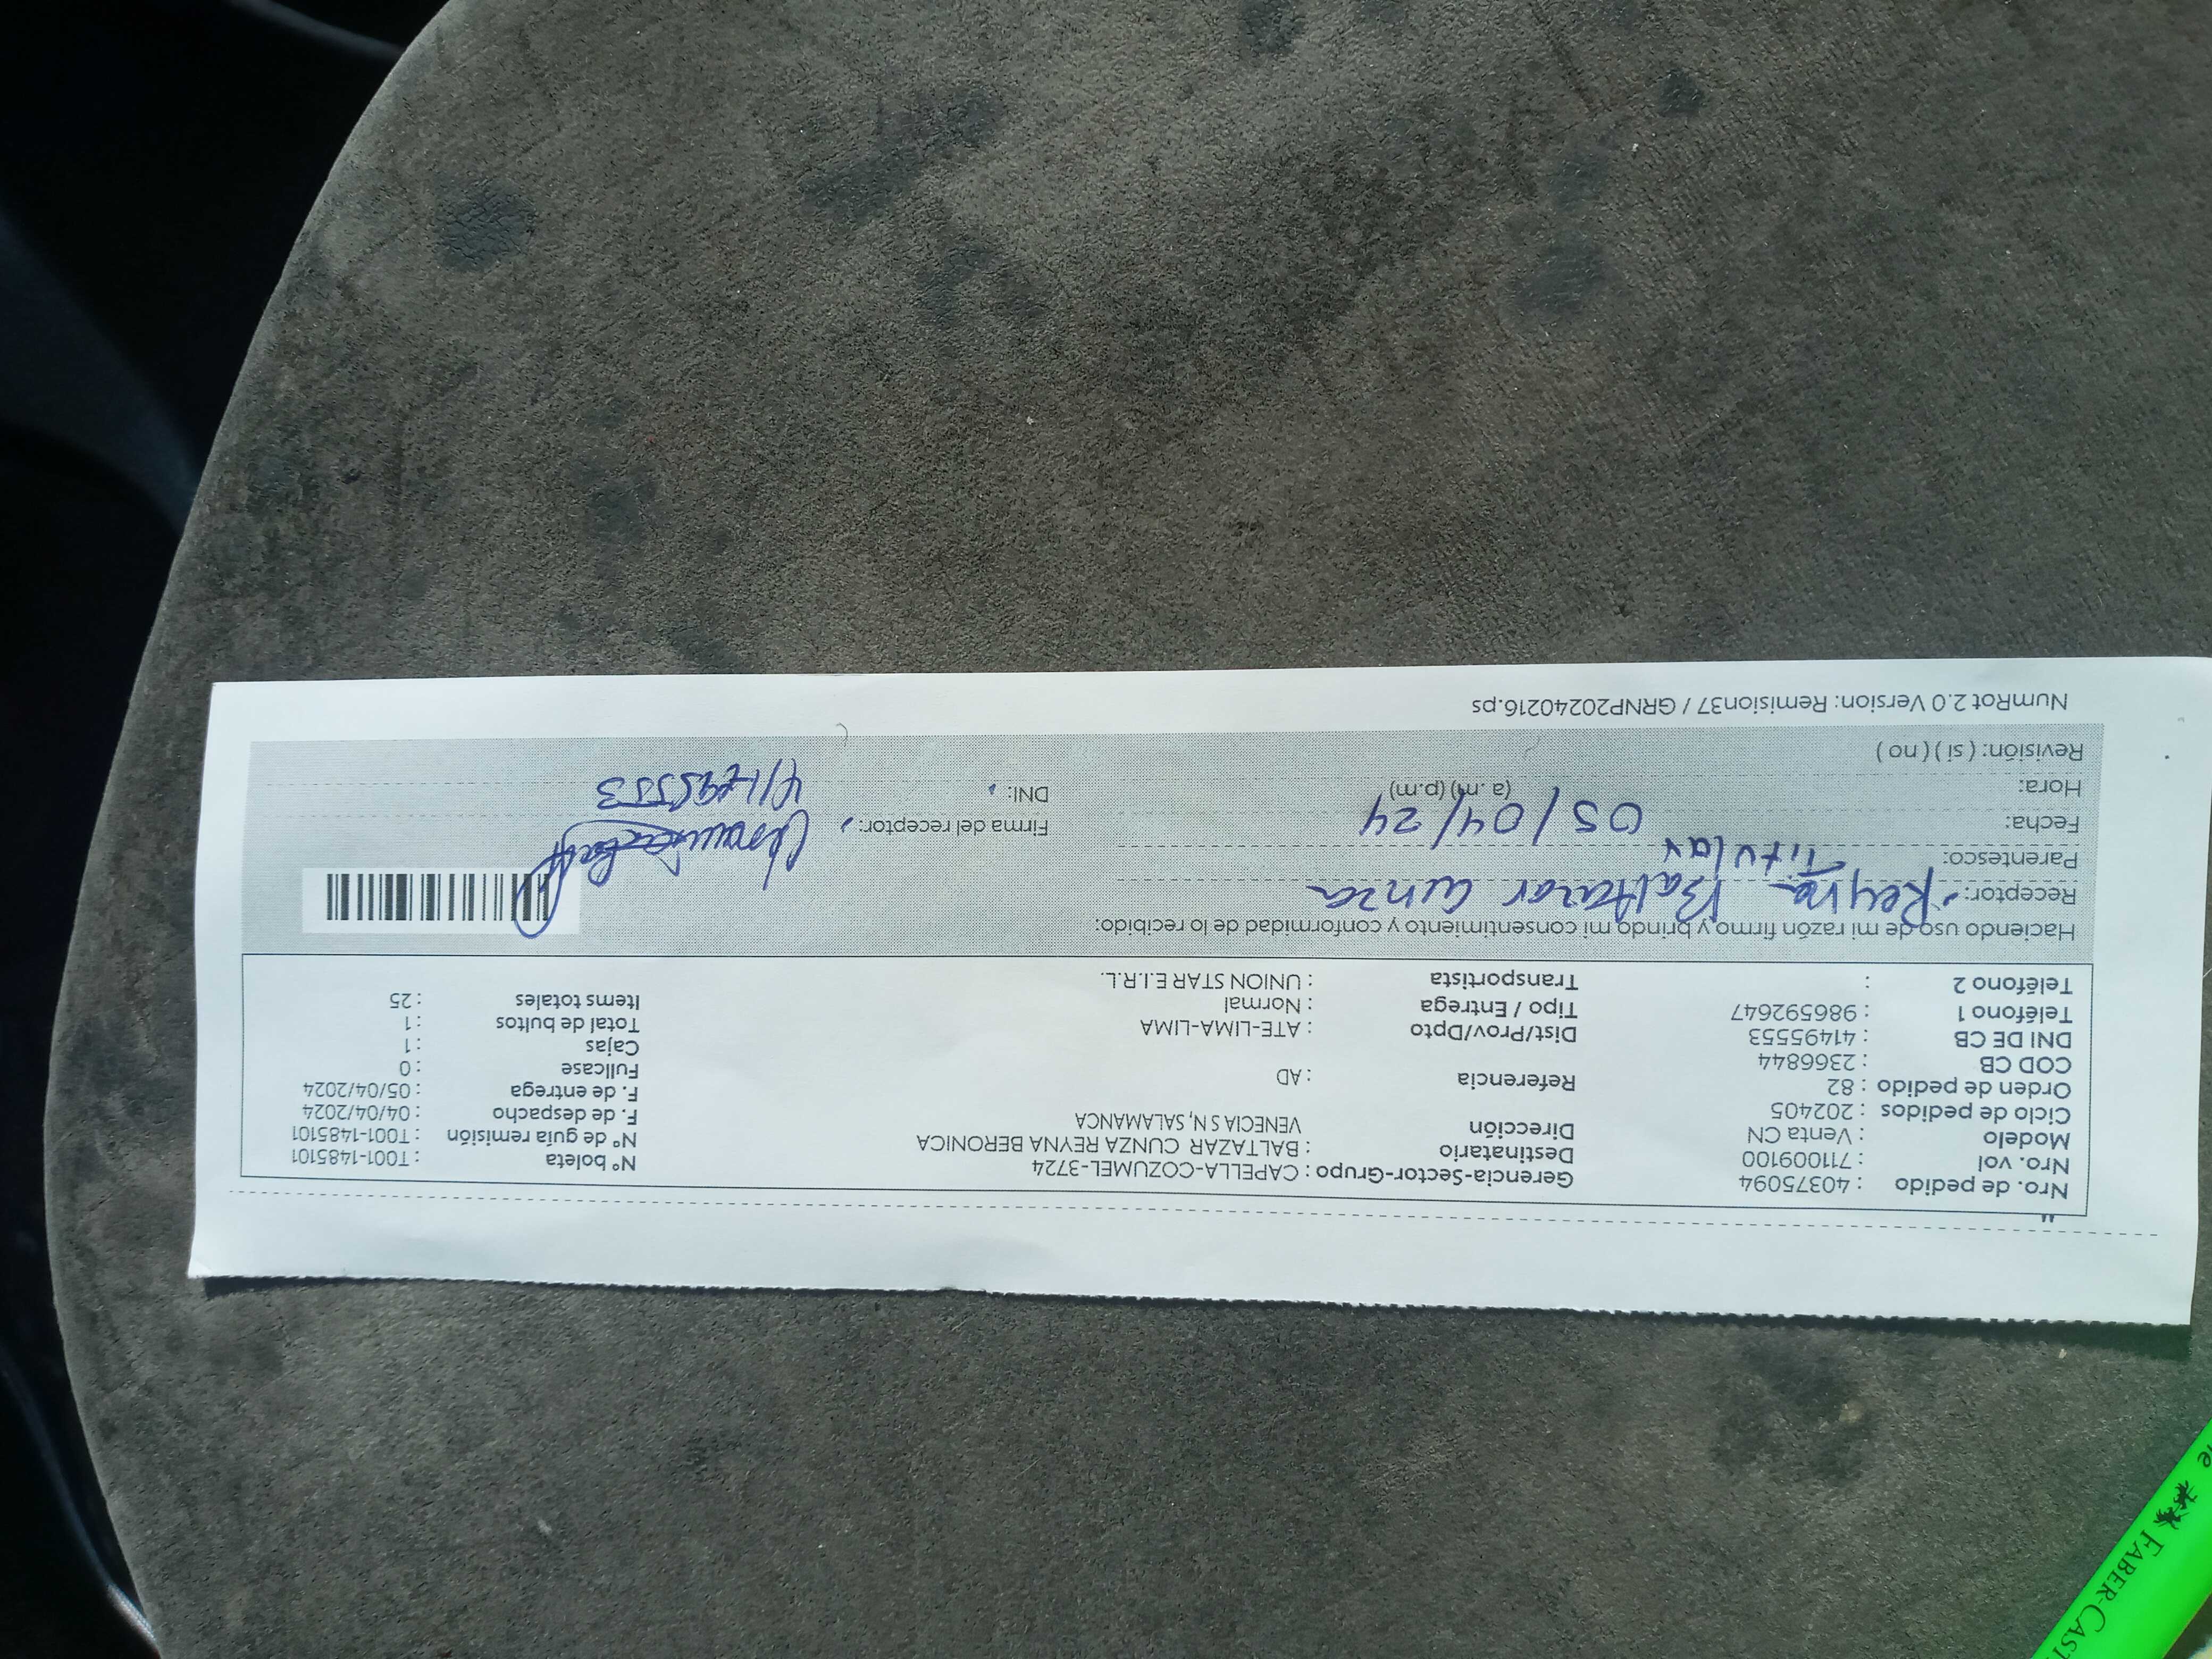 "
Nro. de pedido : 40375094 Gerencia-Sector-Grupo : CAPELLA-COZUMEL-3724 N° boleta : T001-1485101
Nro. vol : 711009100 Destinatario : BALTAZAR CUNZA REYNA BERONICA N° de guía remisión : T001-1485101
Modelo : Venta CN Dirección VENECIA S N, SALAMANCA F. de despacho : 04/04/2024
Ciclo de pedidos : 202405 F. de entrega : 05/04/2024
Orden de pedido : 82 Referencia : AD Fullcase : 0
COD CB : 2366844 Cajas : 1
DNI DE CB : 41495553 Dist/Prov/Dpto : ATE-LIMA-LIMA Total de bultos : 1
Teléfono 1 : 986592647 Tipo / Entrega : Normal Items totales : 25
Teléfono 2 : Transportista : UNION STAR E.I.R.L.
Haciendo uso de mi razón firmo y brindo mi consentimiento y conformidad de lo recibido:
Receptor: Reyna Baltazar Cunza
Parentesco: Titular
Fecha: 05/04/24 Firma del receptor:
Hora: (a. m) (p.m) DNI: 41495553
Revisión: ( si ) ( no )
NumRot 2.0 Version: Remision37 / GRNP20240216.ps
FABER-CAST